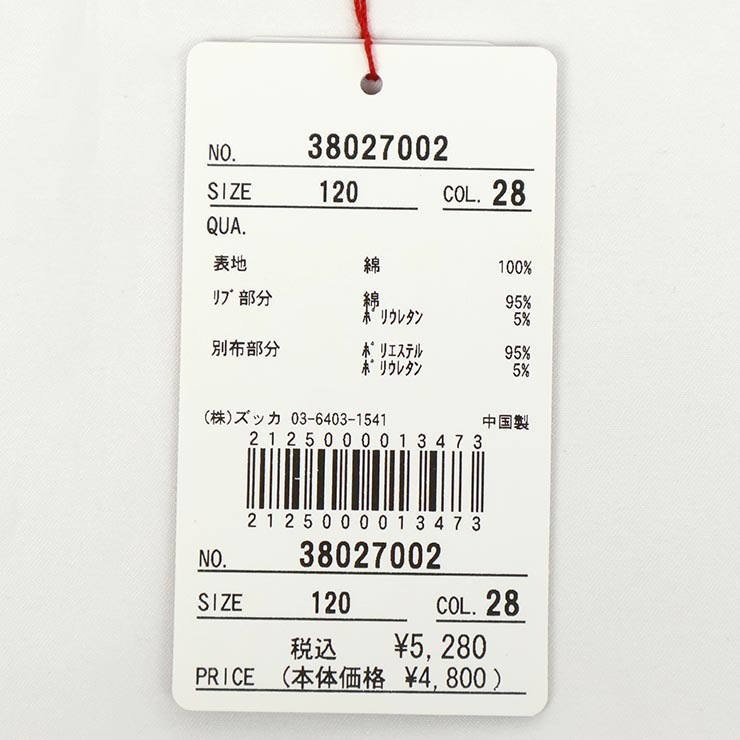 NO. 38027002
SIZE 120 COL. 28
QUA.
表地 綿 100%
ﾘﾌﾞ部分 綿 95%
ﾎﾟﾘｳﾚﾀﾝ 5%
別布部分 ﾎﾟﾘｴｽﾃﾙ 95%
ﾎﾟﾘｳﾚﾀﾝ 5%
(株)ズッカ 03-6403-1541 中国製
2125000013473
2125000013473
NO. 38027002
SIZE 120 COL. 28
税込 ¥5,280
PRICE (本体価格 ¥4,800)